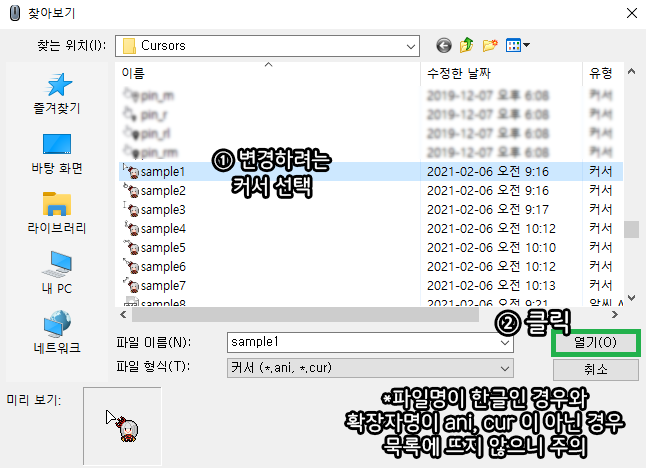 찾아보기
찾는 위치(I): Cursors
이름 수정한 날짜 유형
pin_m 2019-12-07 오후 6:08 커서
pin_r 2019-12-07 오후 6:08 커서
pin_rl 2019-12-07 오후 6:08 커서
pin_rm 2019-12-07 오후 6:08 커서
sample1 2021-02-06 오전 9:16 커서
sample2 2021-02-06 오전 9:16 커서
sample3 2021-02-06 오전 9:17 커서
sample4 2021-02-06 오전 10:12 커서
sample5 2021-02-06 오전 10:10 커서
sample6 2021-02-06 오전 10:12 커서
sample7 2021-02-06 오전 10:13 커서
sample8 2021-02-06 오전 9:21 알씨 A
즐겨찾기
바탕 화면
라이브러리
내 PC
네트워크
① 변경하려는
커서 선택
② 클릭
파일 이름(N): sample1 열기(O)
파일 형식(T): 커서 (*.ani, *.cur) 취소
미리 보기:
*파일명이 한글인 경우와
확장자명이 ani, cur 이 아닌 경우
목록에 뜨지 않으니 주의